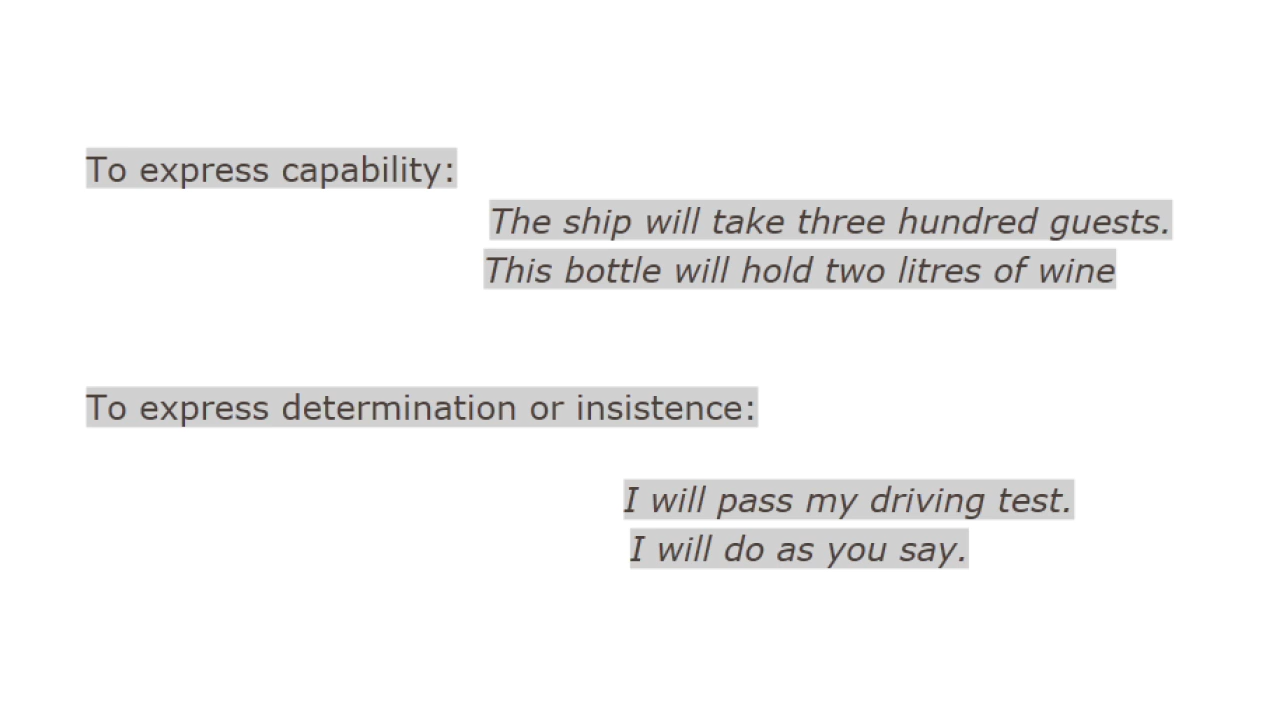 To express capability:
The ship will take three hundred guests.
This bottle will hold two litres of wine
To express determination or insistence:
I will pass my driving test.
I will do as you say.